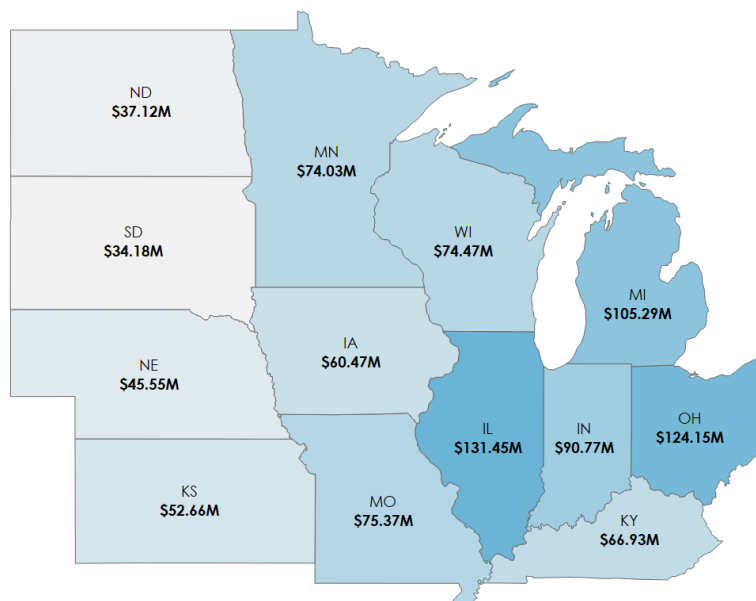 ND
$37.12M
MN
$74.03M
SD
$34.18M
WI
$74.47M
MI
$105.29M
IA
$60.47M
NE
$45.55M
IL
$131.45M
IN
$90.77M
OH
$124.15M
KS
$52.66M
MO
$75.37M
KY
$66.93M